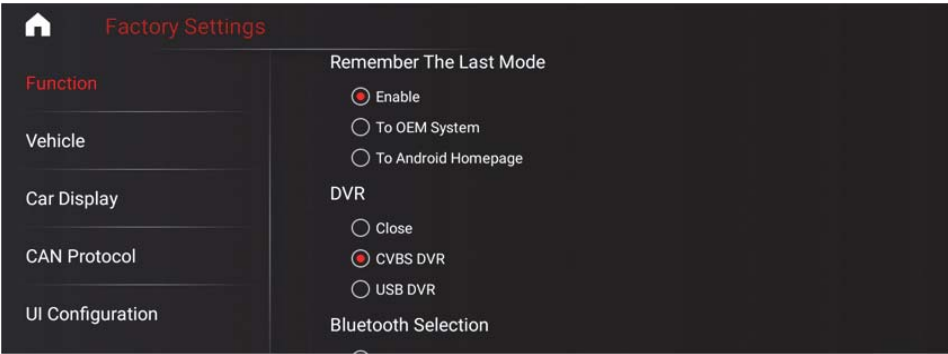 Factory Settings
Function
Vehicle
Car Display
CAN Protocol
UI Configuration
Remember The Last Mode
Enable
To OEM System
To Android Homepage
DVR
Close
CVBS DVR
USB DVR
Bluetooth Selection